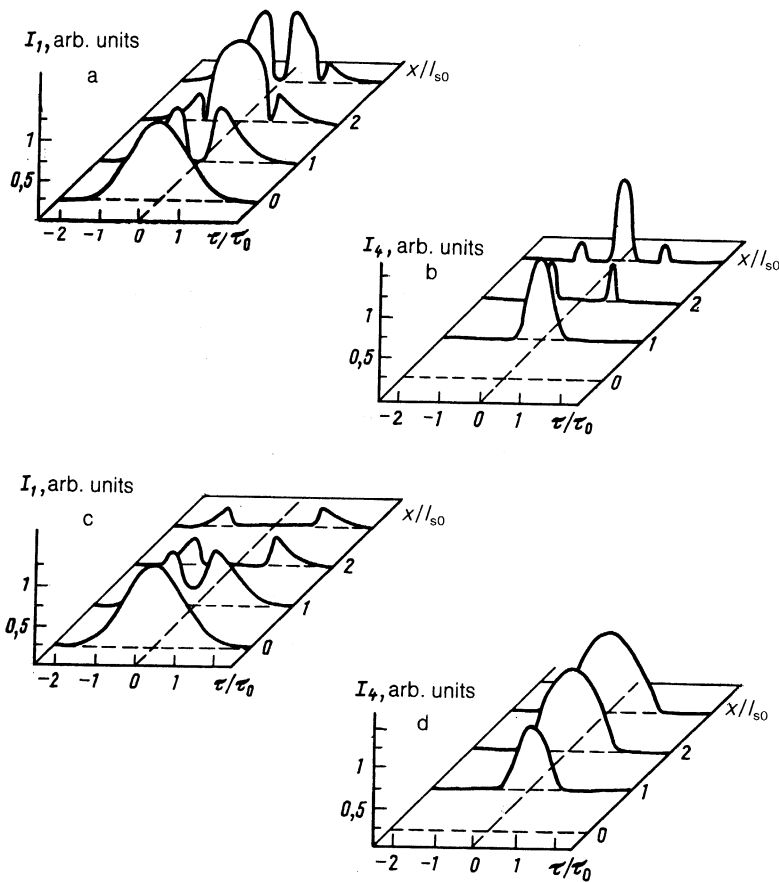 I₁, arb. units
a
1
0,5
-2 -1 0 1 τ/τ₀
0
1
2
x/lₛ₀
I₄, arb. units
b
1
0,5
-2 -1 0 1 τ/τ₀
0
1
2
x/lₛ₀
I₁, arb. units
c
1
0,5
-2 -1 0 1 τ/τ₀
0
1
2
x/lₛ₀
I₄, arb. units
d
1
0,5
-2 -1 0 1 τ/τ₀
0
1
2
x/lₛ₀